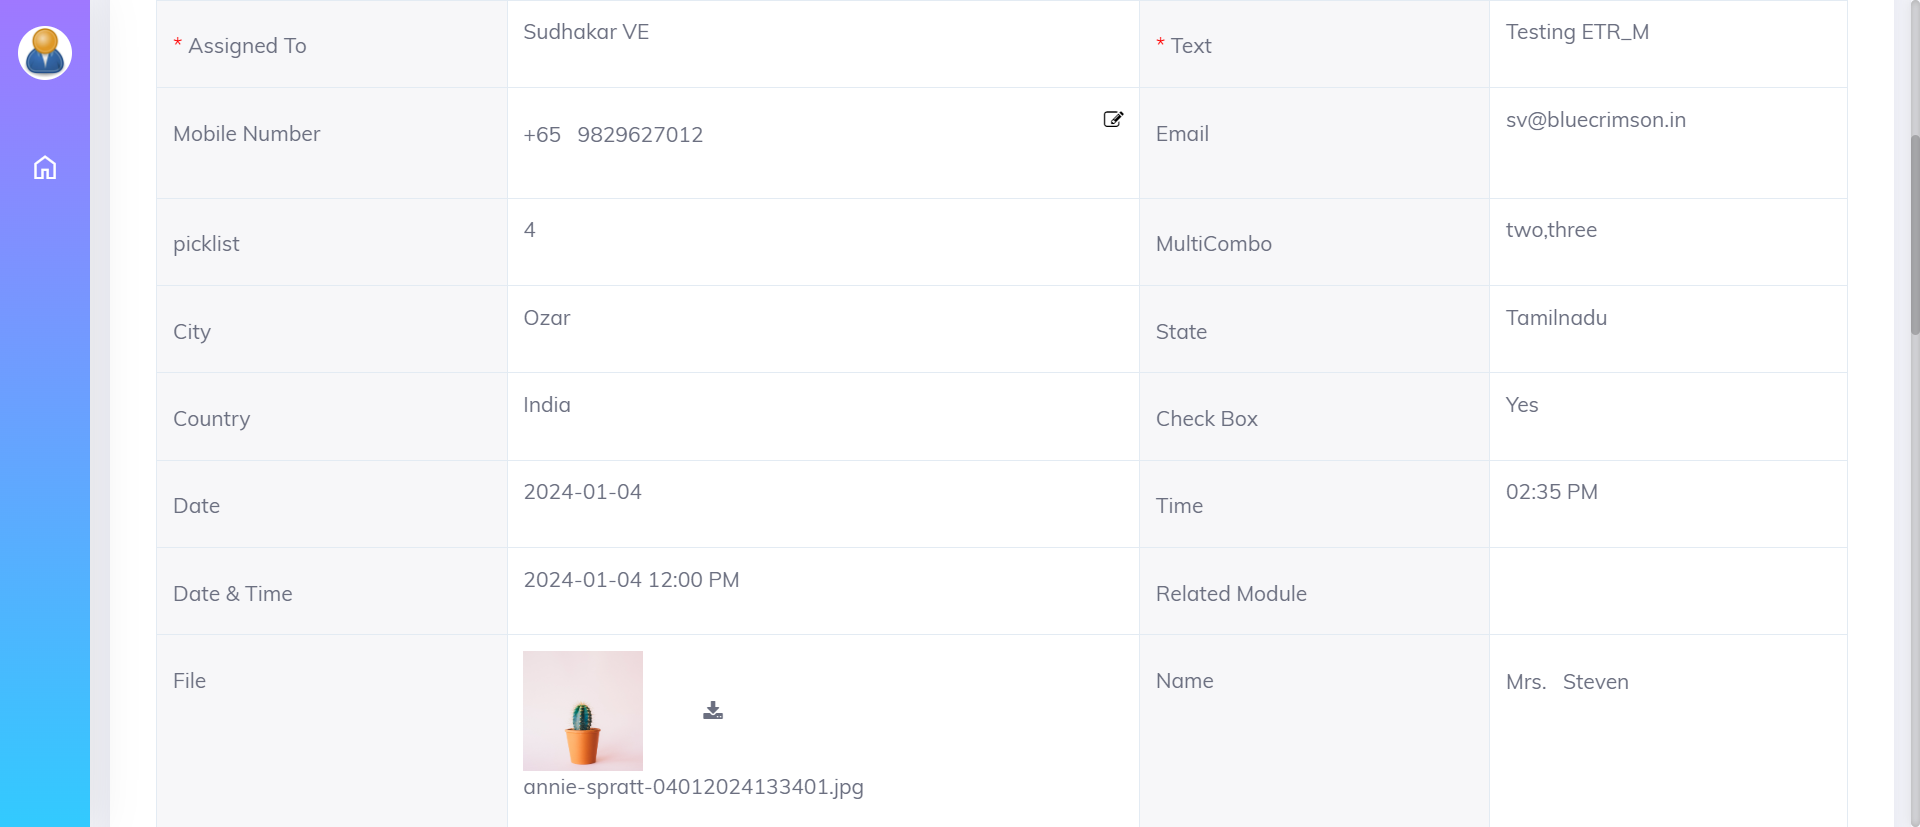 * Assigned To
Sudhakar VE
* Text
Testing ETR_M
Mobile Number
+65 9829627012
Email
sv@bluecrimson.in
picklist
4
MultiCombo
two,three
City
Ozar
State
Tamilnadu
Country
India
Check Box
Yes
Date
2024-01-04
Time
02:35 PM
Date & Time
2024-01-04 12:00 PM
Related Module
File
annie-spratt-04012024133401.jpg
Name
Mrs. Steven